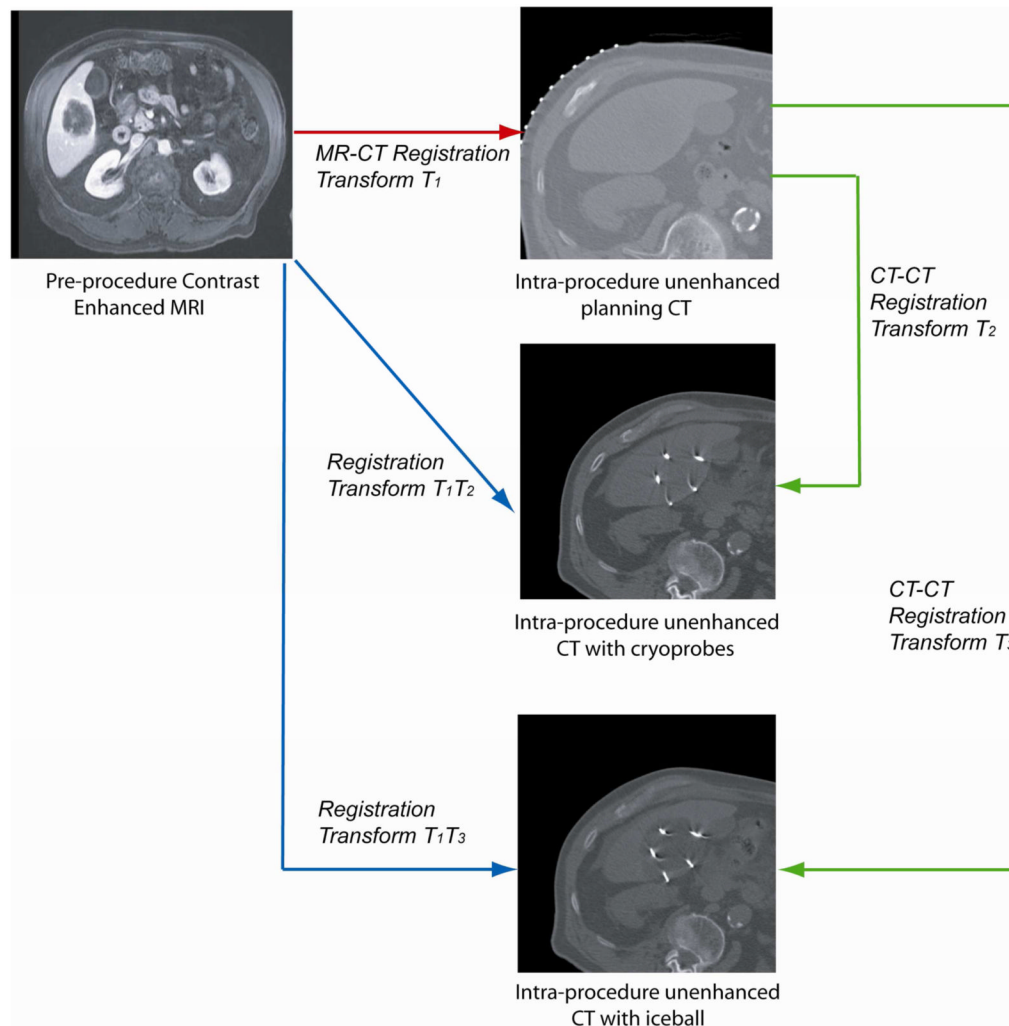 MR-CT Registration
Transform T₁
Pre-procedure Contrast
Enhanced MRI
Intra-procedure unenhanced
planning CT
CT-CT
Registration
Transform T₂
Registration
Transform T₁T₂
Intra-procedure unenhanced
CT with cryoprobes
CT-CT
Registration
Transform
Registration
Transform T₁T₃
Intra-procedure unenhanced
CT with iceball